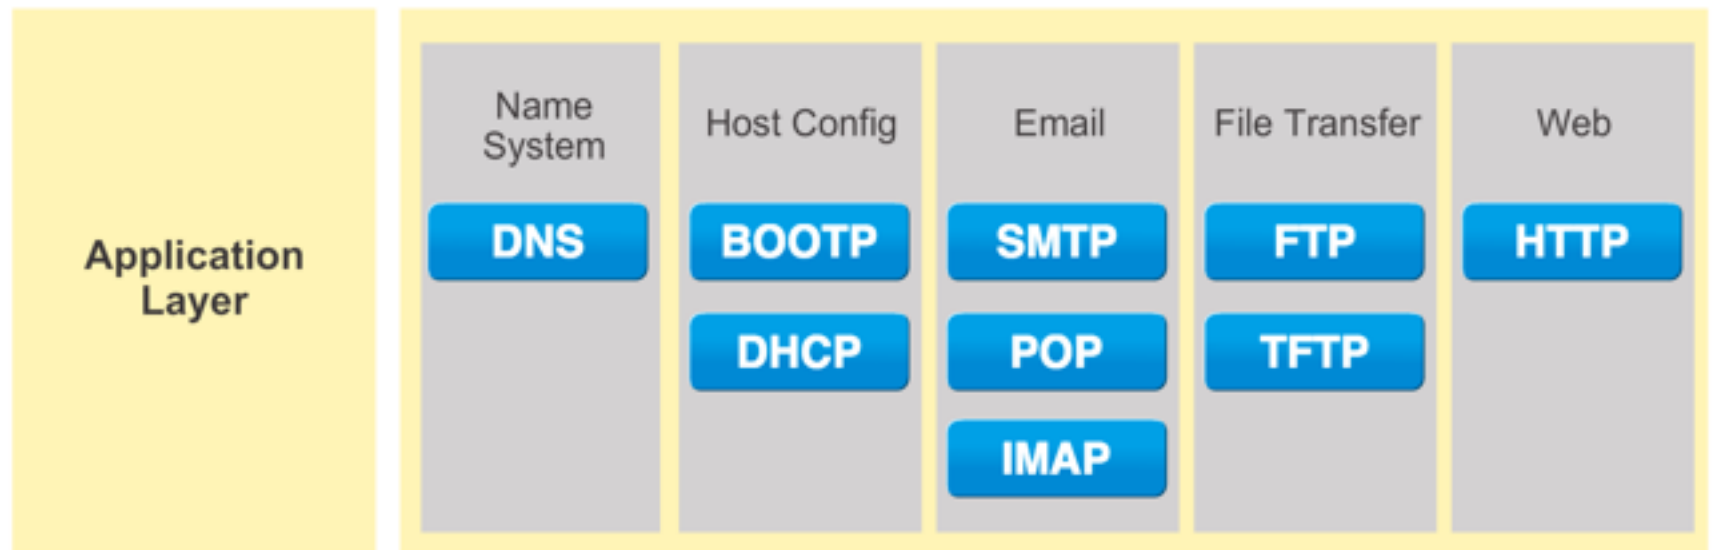 Application
Layer
Name
System
DNS
Host Config
BOOTP
DHCP
Email
SMTP
POP
IMAP
File Transfer
FTP
TFTP
Web
HTTP